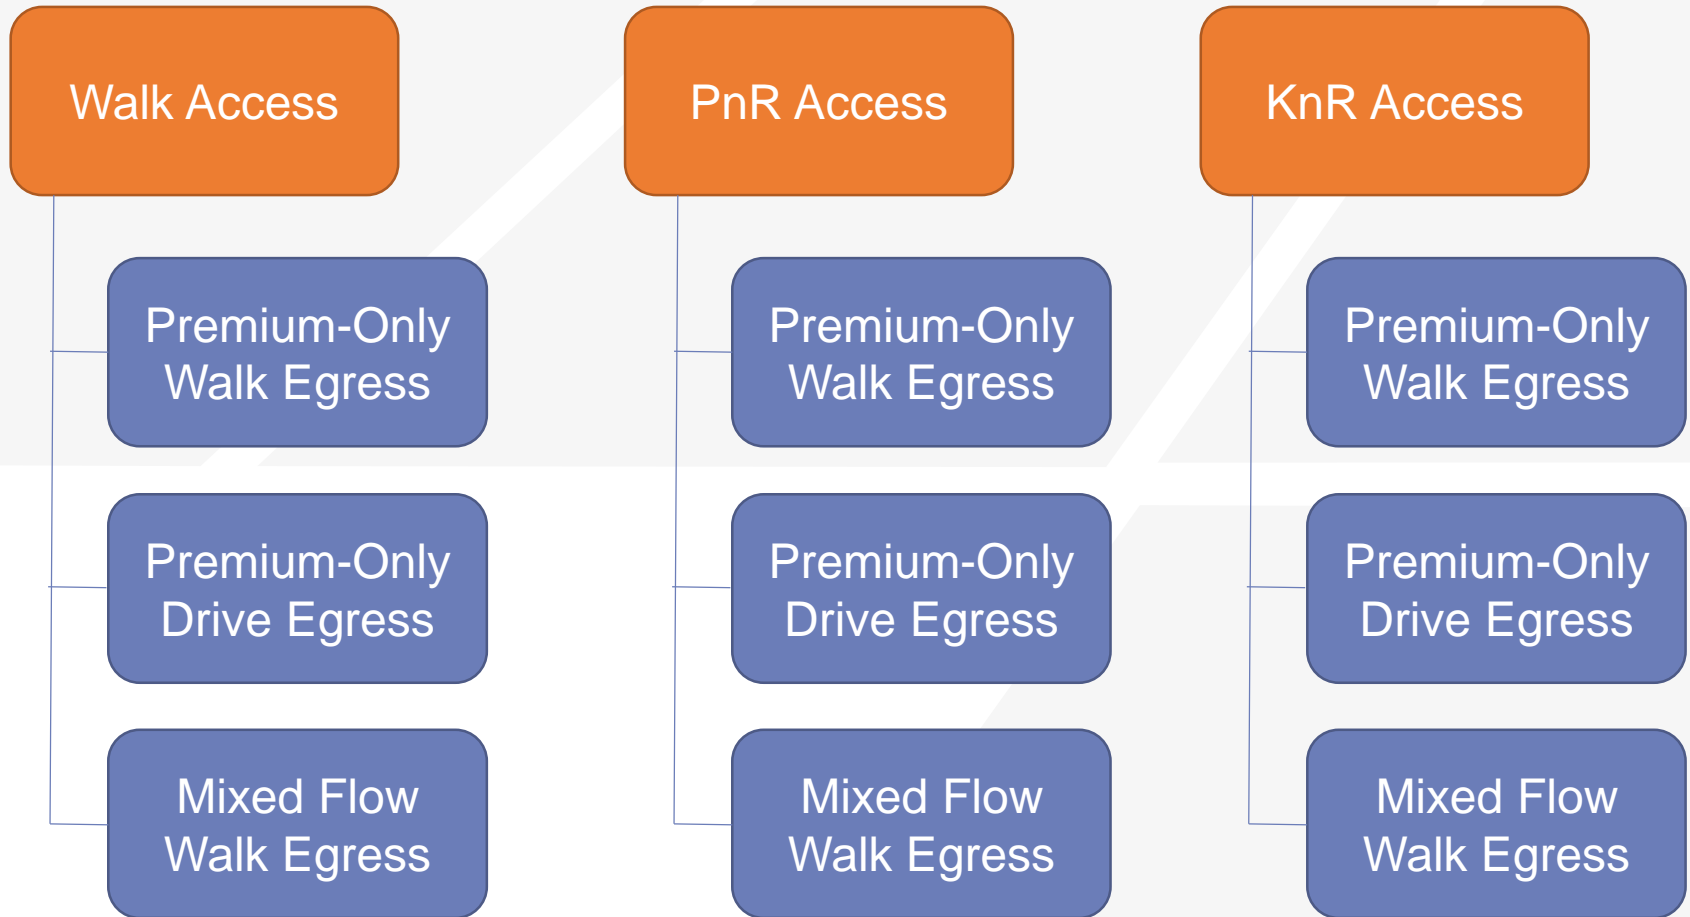 Walk Access
Premium-Only
Walk Egress
Premium-Only
Drive Egress
Mixed Flow
Walk Egress
PnR Access
Premium-Only
Walk Egress
Premium-Only
Drive Egress
Mixed Flow
Walk Egress
KnR Access
Premium-Only
Walk Egress
Premium-Only
Drive Egress
Mixed Flow
Walk Egress